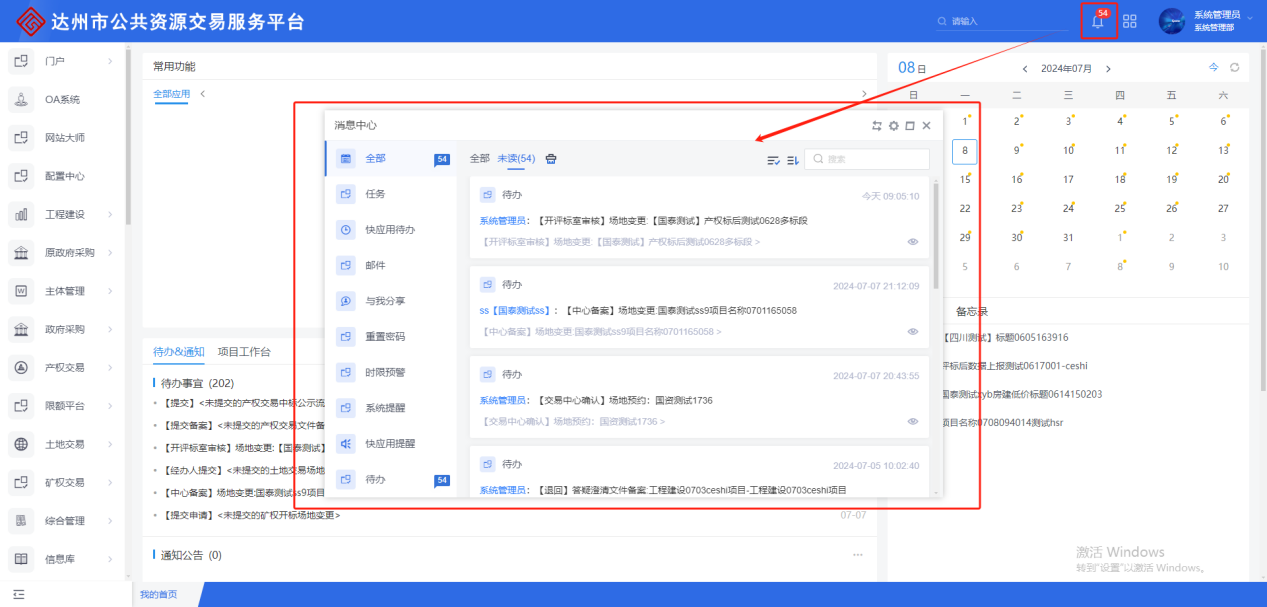 达州市公共资源交易服务平台
请输入
54
系统管理员
系统管理部
门户
OA系统
网站大师
配置中心
工程建设
原政府采购
主体管理
政府采购
产权交易
限额平台
土地交易
矿权交易
综合管理
信息库
常用功能
全部应用
消息中心
全部
54
任务
快应用待办
邮件
与我分享
重置密码
时限预警
系统提醒
快应用提醒
待办
54
全部 未读(54)
搜索
待办
今天 09:05:10
系统管理员：【开评标室审核】场地变更:【国泰测试】产权标后测试0628多标段
【开评标室审核】场地变更:【国泰测试】产权标后测试0628多标段 >
待办
2024-07-07 21:12:09
ss【国泰测试ss】：【中心备案】场地变更:国泰测试ss9项目名称0701165058
【中心备案】场地变更:国泰测试ss9项目名称0701165058 >
待办
2024-07-07 20:43:55
系统管理员：【交易中心确认】场地预约：国资测试1736
【交易中心确认】场地预约：国资测试1736 >
待办
2024-07-05 10:02:40
系统管理员：【退回】答疑澄清文件备案:工程建设0703ceshi项目-工程建设0703ceshi项目
待办&通知 项目工作台
待办事宜 (202)
【提交】<未提交的产权交易中标公示流
【提交备案】<未提交的产权交易文件备
【开评标室审核】场地变更:【国泰测试】
【经办人提交】<未提交的土地交易场地
【中心备案】场地变更:国泰测试ss9项目
【提交申请】<未提交的矿权开标场地变更>
07-07
通知公告 (0)
08日
2024年07月
今
日 一 二 三 四 五 六
1 2 3 4 5 6
8 9 10 11 12 13
15 16 17 18 19 20
22 23 24 25 26 27
29 30 31 1 2 3
5 6 7 8 9 10
备忘录
【四川测试】标题0605163916
平标后数据上报测试0617001-ceshi
国泰测试zyb房建低价标题0614150203
项目名称0708094014测试hsr
激活 Windows
转到"设置"以激活 Windows。
我的首页